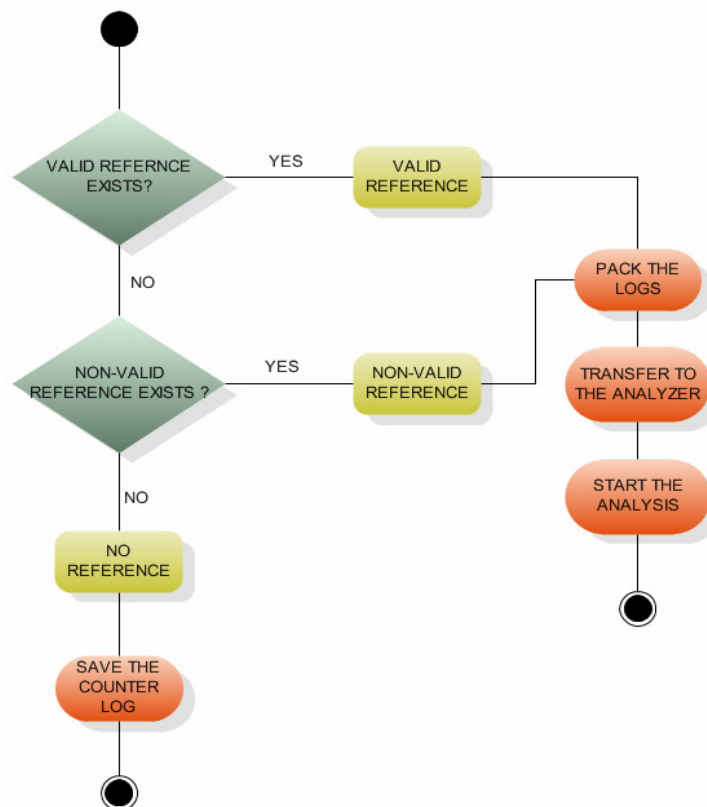 VALID REFERNCE
EXISTS?
YES
VALID
REFERENCE
PACK THE
LOGS
NO
NON-VALID
REFERENCE EXISTS ?
YES
NON-VALID
REFERENCE
TRANSFER TO
THE ANALYZER
START THE
ANALYSIS
NO
NO
REFERENCE
SAVE THE
COUNTER
LOG